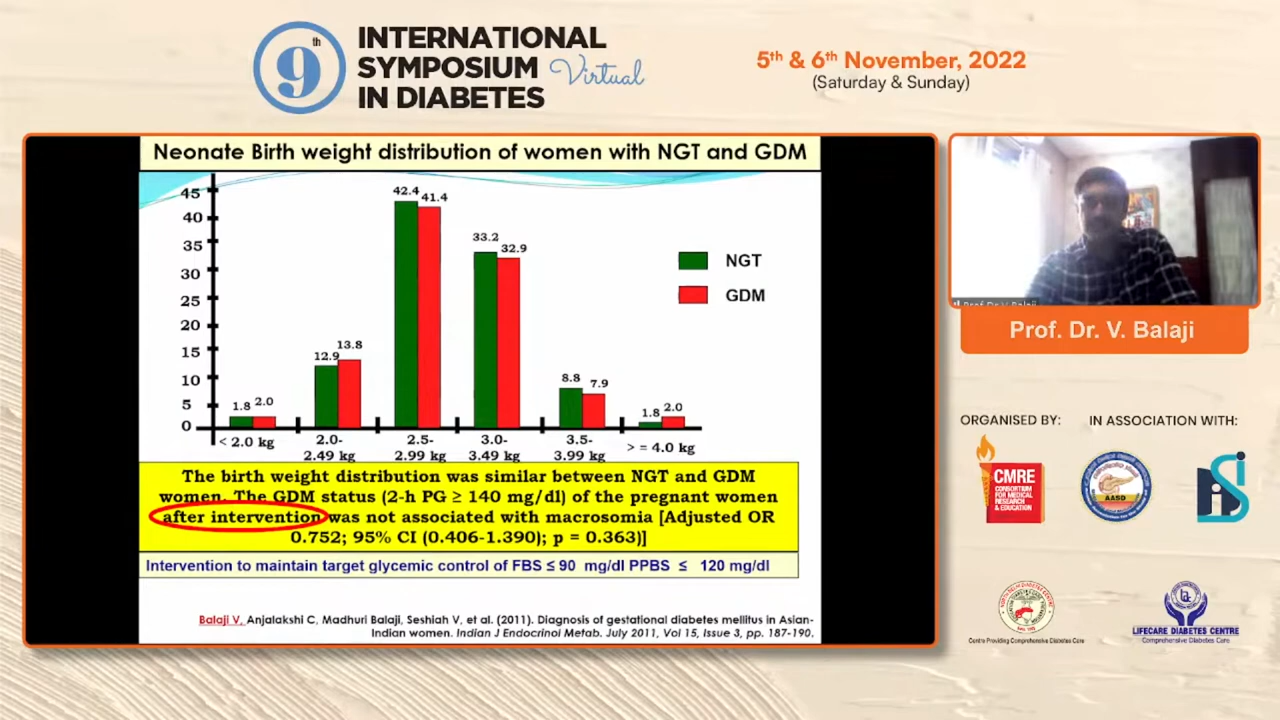 9th
INTERNATIONAL
SYMPOSIUM Virtual
IN DIABETES
5th & 6th November, 2022
(Saturday & Sunday)
Neonate Birth weight distribution of women with NGT and GDM
45
40
35
30
25
20
15
10
5
0
1.8 2.0
12.9 13.8
42.4 41.4
33.2 32.9
8.8 7.9
1.8 2.0
< 2.0 kg
2.0-
2.49 kg
2.5-
2.99 kg
3.0-
3.49 kg
3.5-
3.99 kg
> = 4.0 kg
NGT
GDM
The birth weight distribution was similar between NGT and GDM
women. The GDM status (2-h PG ≥ 140 mg/dl) of the pregnant women
after intervention was not associated with macrosomia [Adjusted OR
0.752; 95% CI (0.406-1.390); p = 0.363)]
Intervention to maintain target glycemic control of FBS ≤ 90 mg/dl PPBS ≤ 120 mg/dl
Balaji V, Anjalakshi C, Madhuri Balaji, Seshiah V, et al. (2011). Diagnosis of gestational diabetes mellitus in Asian-
Indian women. Indian J Endocrinol Metab. July 2011, Vol 15, Issue 3, pp. 187-190.
Prof. Dr. V. Balaji
Prof. Dr. V. Balaji
ORGANISED BY:
IN ASSOCIATION WITH:
CMRE
CONSORTIUM
FOR MEDICAL
RESEARCH
& EDUCATION
AASD
Centre Providing Comprehensive Diabetes Care
LIFECARE DIABETES CENTRE
Comprehensive Diabetes Care